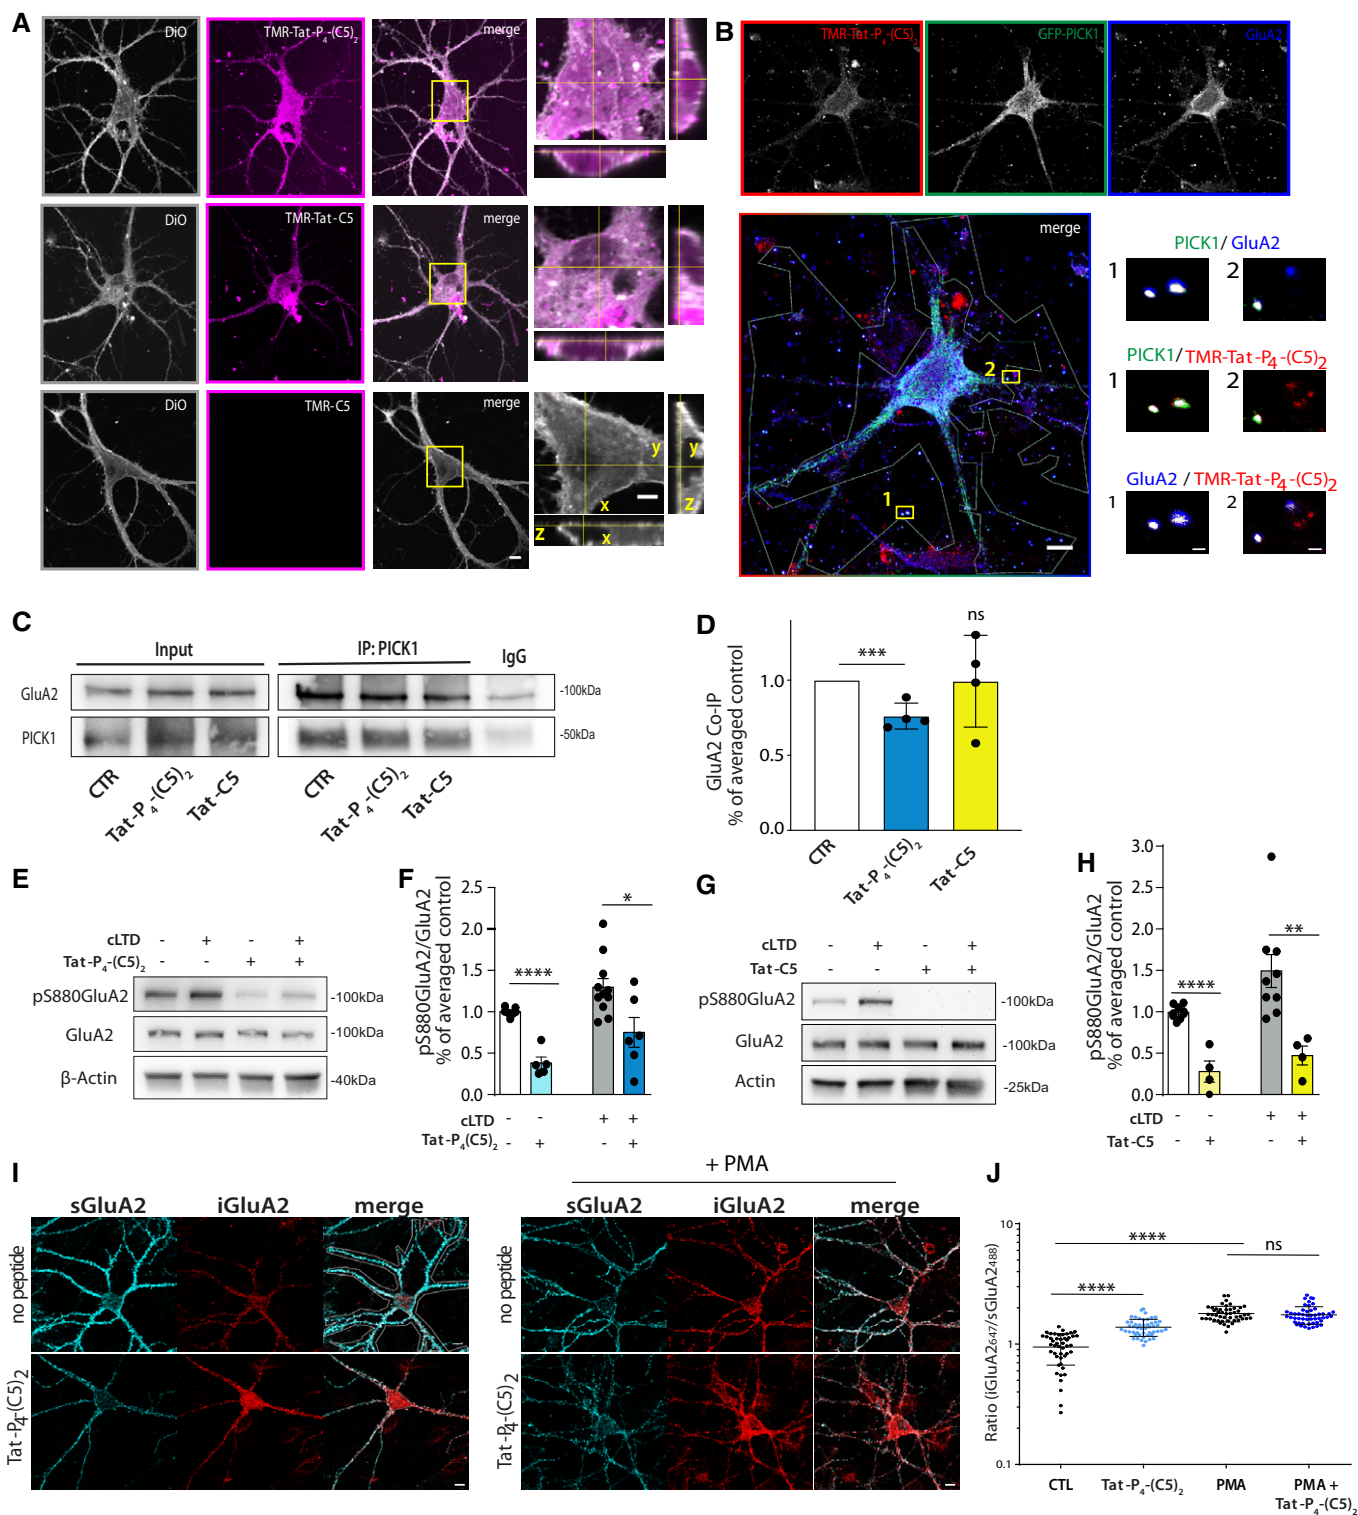 A
DiO
TMR-Tat-P4-(C5)2
merge
DiO
TMR-Tat-C5
merge
DiO
TMR-C5
merge
y
x
z
z
x
B
TMR-Tat-P4-(C5)2
GFP-PICK1
GluA2
merge
2
1
PICK1/ GluA2
1
2
PICK1/TMR-Tat-P4-(C5)2
1
2
GluA2 /TMR-Tat-P4-(C5)2
1
2
C
Input
IP: PICK1
IgG
GluA2
-100kDa
PICK1
-50kDa
CTR
Tat-P4-(C5)2
Tat-C5
CTR
Tat-P4-(C5)2
Tat-C5
D
GluA2 Co-IP
% of averaged control
1.0
0.5
0.0
***
ns
CTR
Tat-P4-(C5)2
Tat-C5
E
cLTD - + - +
Tat-P4-(C5)2 - - + +
pS880GluA2
-100kDa
GluA2
-100kDa
β-Actin
-40kDa
F
pS880GluA2/GluA2
% of averaged control
2.5
2.0
1.5
1.0
0.5
0.0
****
*
cLTD - - + +
Tat-P4(C5)2 - + - +
G
cLTD - + - +
Tat-C5 - - + +
pS880GluA2
-100kDa
GluA2
-100kDa
Actin
-25kDa
H
pS880GluA2/GluA2
% of averaged control
3.0
2.5
2.0
1.5
1.0
0.5
0.0
****
**
cLTD - - + +
Tat-C5 - + - +
I
+ PMA
sGluA2
iGluA2
merge
sGluA2
iGluA2
merge
no peptide
no peptide
Tat-P4-(C5)2
Tat-P4-(C5)2
J
Ratio (iGluA2647/sGluA2488)
10
1
0.1
****
****
ns
CTL
Tat-P4-(C5)2
PMA
PMA +
Tat-P4-(C5)2